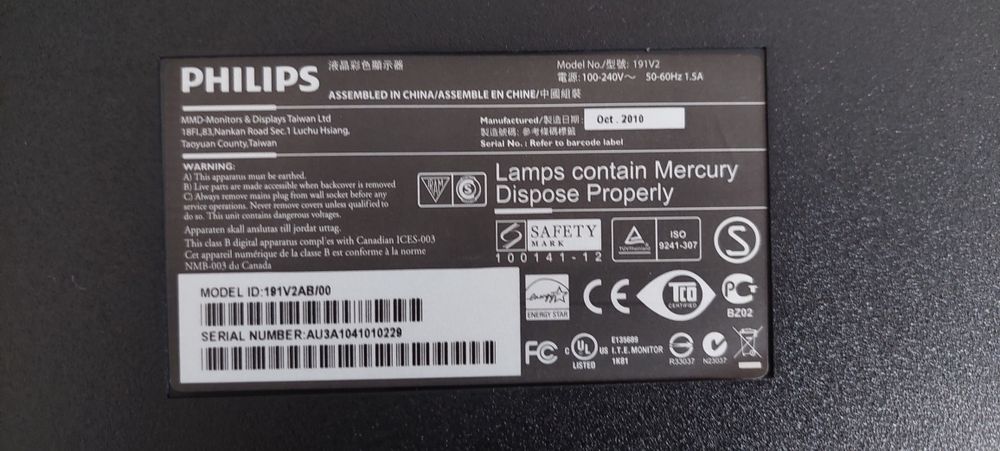 PHILIPS 液晶彩色顯示器
Model No./型號: 191V2
電源:100-240V～ 50-60Hz 1.5A
ASSEMBLED IN CHINA/ASSEMBLE EN CHINE/中國組裝
MMD-Monitors & Displays Taiwan Ltd
18FL,83,Nankan Road Sec.1 Luchu Hsiang,
Taoyuan County,Taiwan
Manufactured/製造日期: Oct . 2010
製造號碼: 參考條碼標籤
Serial No. : Refer to barcode label
WARNING:
A) This apparatus must be earthed.
B) Live parts are made accessible when backcover is removed
C) Always remove mains plug from wall socket before any
service operations. Never remove covers unless qualified to
do so. This unit contains dangerous voltages.
Apparaten skall anslutas till jordat uttag.
This class B digital apparatus compl'es with Canadian ICES-003
Cet appareil numérique de la classe B est conforme à la norme
NMB-003 du Canada
Lamps contain Mercury
Dispose Properly
S SAFETY
MARK
100141-12
TÜVRheinland
ISO
9241-307
S
MODEL ID:191V2AB/00
SERIAL NUMBER:AU3A1041010229
energy
ENERGY STAR
CE
TCO
CERTIFIED
PG
BZ02
FC
C UL US
LISTED
E135689
I.T.E. MONITOR
1K81
R33037
N23037